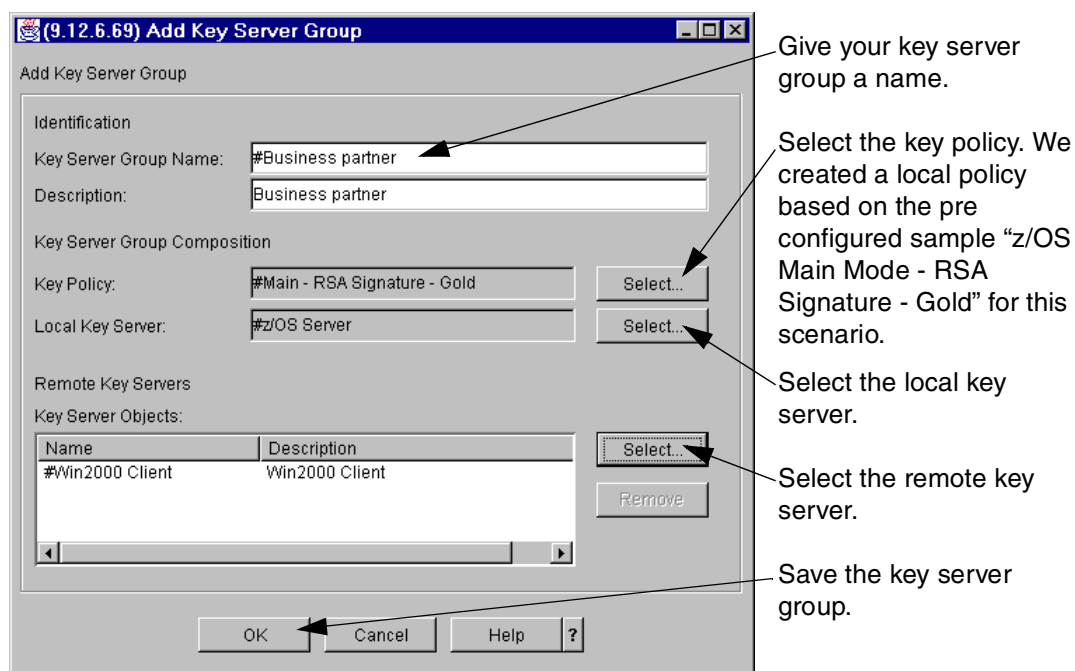 (9.12.6.69) Add Key Server Group
Add Key Server Group
Identification
Key Server Group Name: #Business partner
Description: Business partner
Key Server Group Composition
Key Policy: #Main - RSA Signature - Gold Select...
Local Key Server: #z/OS Server Select...
Remote Key Servers
Key Server Objects:
Name Description
#Win2000 Client Win2000 Client
Select...
Remove
OK Cancel Help ?
Give your key server
group a name.
Select the key policy. We
created a local policy
based on the pre
configured sample “z/OS
Main Mode - RSA
Signature - Gold” for this
scenario.
Select the local key
server.
Select the remote key
server.
Save the key server
group.